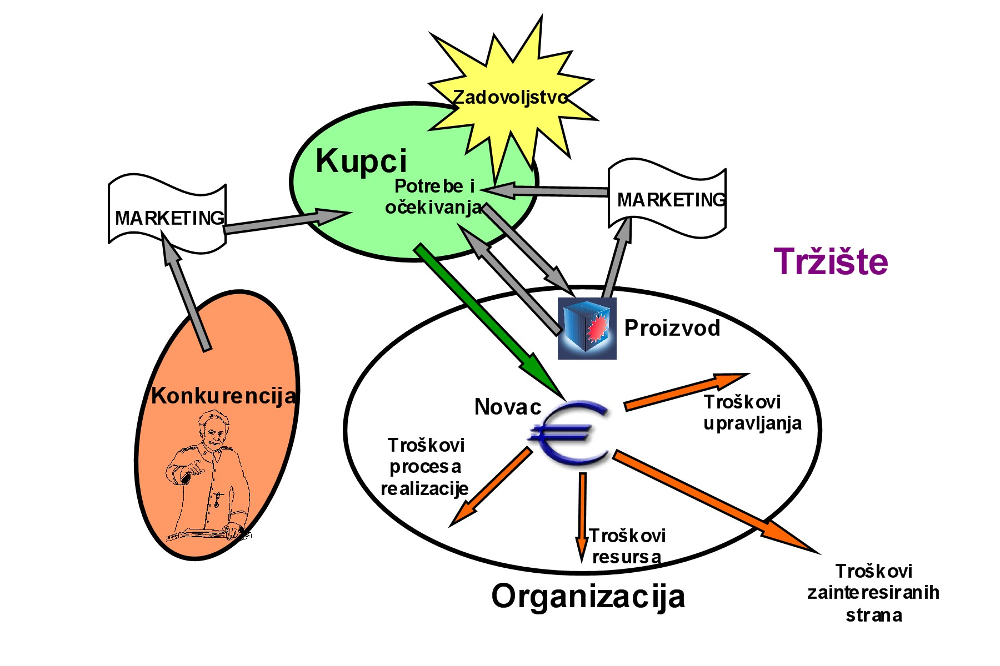 Zadovoljstvo
Kupci
Potrebe i
očekivanja
MARKETING
MARKETING
Tržište
Proizvod
Konkurencija
Novac
Troškovi
upravljanja
Troškovi
procesa
realizacije
Troškovi
resursa
Organizacija
Troškovi
zainteresiranih
strana